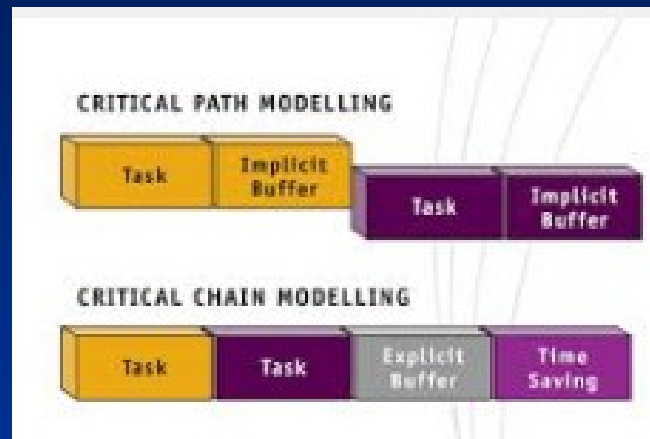 CRITICAL PATH MODELLING
Task
Implicit
Buffer
Task
Implicit
Buffer
CRITICAL CHAIN MODELLING
Task
Task
Explicit
Buffer
Time
Saving